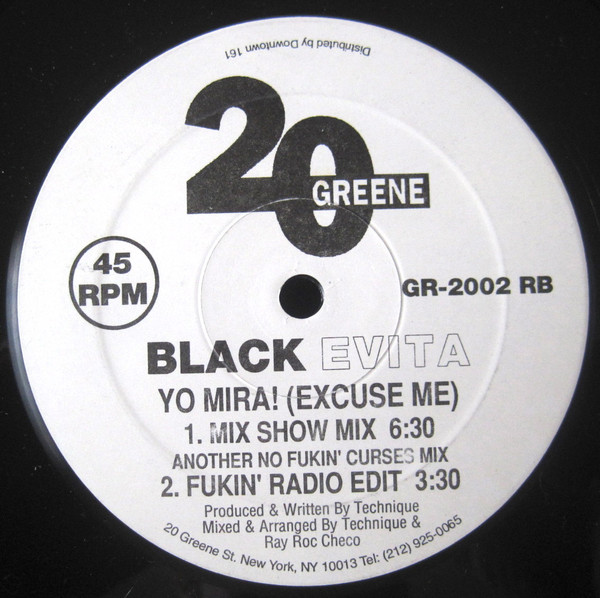 Distributed by Downtown 161
20
GREENE
45
RPM
GR-2002 RB
BLACK EVITA
YO MIRA! (EXCUSE ME)
1. MIX SHOW MIX 6:30
ANOTHER NO FUKIN' CURSES MIX
2. FUKIN' RADIO EDIT 3:30
Produced & Written By Technique
Mixed & Arranged By Technique &
Ray Roc Checo
20 Greene St. New York, NY 10013 Tel: (212) 925-0065